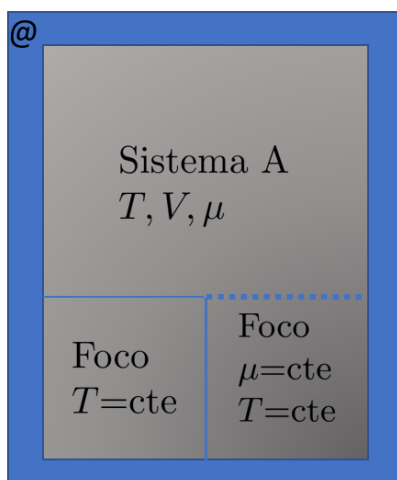 @
Sistema A
T, V, μ
Foco
T=cte
Foco
μ=cte
T=cte